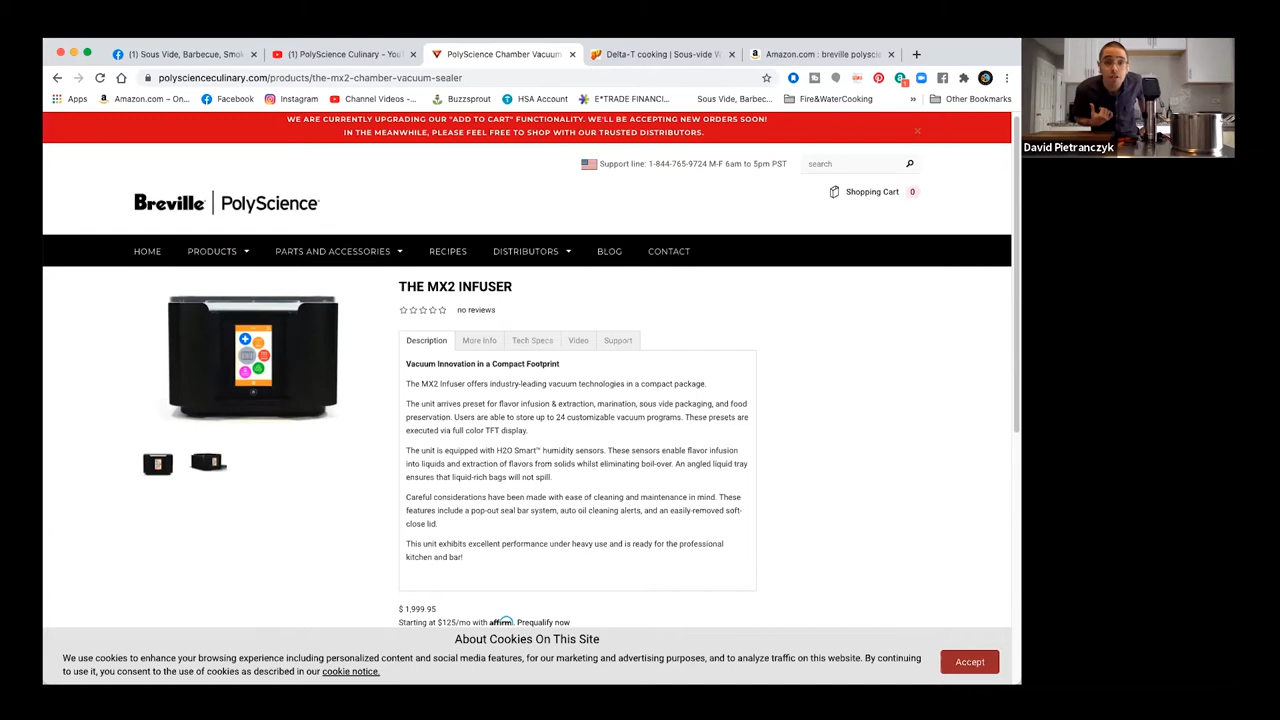 (1) Sous Vide, Barbecue, Smok
(1) PolyScience Culinary - You
PolyScience Chamber Vacuum
Delta-T cooking | Sous-vide W
Amazon.com : breville polyscie
polyscienceculinary.com/products/the-mx2-chamber-vacuum-sealer
Apps
Amazon.com – On...
Facebook
Instagram
Channel Videos -...
Buzzsprout
HSA Account
E*TRADE FINANCI...
Sous Vide, Barbec...
Fire&WaterCooking
»
Other Bookmarks
WE ARE CURRENTLY UPGRADING OUR "ADD TO CART" FUNCTIONALITY. WE'LL BE ACCEPTING NEW ORDERS SOON!
IN THE MEANWHILE, PLEASE FEEL FREE TO SHOP WITH OUR TRUSTED DISTRIBUTORS.
David Pietranczyk
Support line: 1-844-765-9724 M-F 6am to 5pm PST
search
Shopping Cart 0
Breville | PolyScience
HOME PRODUCTS PARTS AND ACCESSORIES RECIPES DISTRIBUTORS BLOG CONTACT
THE MX2 INFUSER
no reviews
Description More Info Tech Specs Video Support
Vacuum Innovation in a Compact Footprint
The MX2 Infuser offers industry-leading vacuum technologies in a compact package.
The unit arrives preset for flavor infusion & extraction, marination, sous vide packaging, and food
preservation. Users are able to store up to 24 customizable vacuum programs. These presets are
executed via full color TFT display.
The unit is equipped with H2O Smart™ humidity sensors. These sensors enable flavor infusion
into liquids and extraction of flavors from solids whilst eliminating boil-over. An angled liquid tray
ensures that liquid-rich bags will not spill.
Careful considerations have been made with ease of cleaning and maintenance in mind. These
features include a pop-out seal bar system, auto oil cleaning alerts, and an easily-removed soft-
close lid.
This unit exhibits excellent performance under heavy use and is ready for the professional
kitchen and bar!
$ 1,999.95
Starting at $125/mo with affirm. Prequalify now
About Cookies On This Site
We use cookies to enhance your browsing experience including personalized content and social media features, for our marketing and advertising purposes, and to analyze traffic on this website. By continuing
to use it, you consent to the use of cookies as described in our cookie notice.
Accept